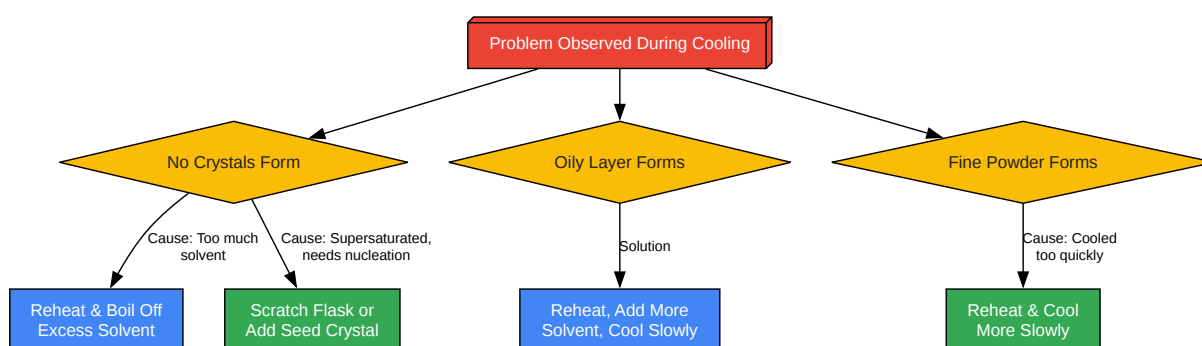 Problem Observed During Cooling
No Crystals Form
Oily Layer Forms
Fine Powder Forms
Cause: Too much
solvent
Cause: Supersaturated,
needs nucleation
Solution
Cause: Cooled
too quickly
Reheat & Boil Off
Excess Solvent
Scratch Flask or
Add Seed Crystal
Reheat, Add More
Solvent, Cool Slowly
Reheat & Cool
More Slowly